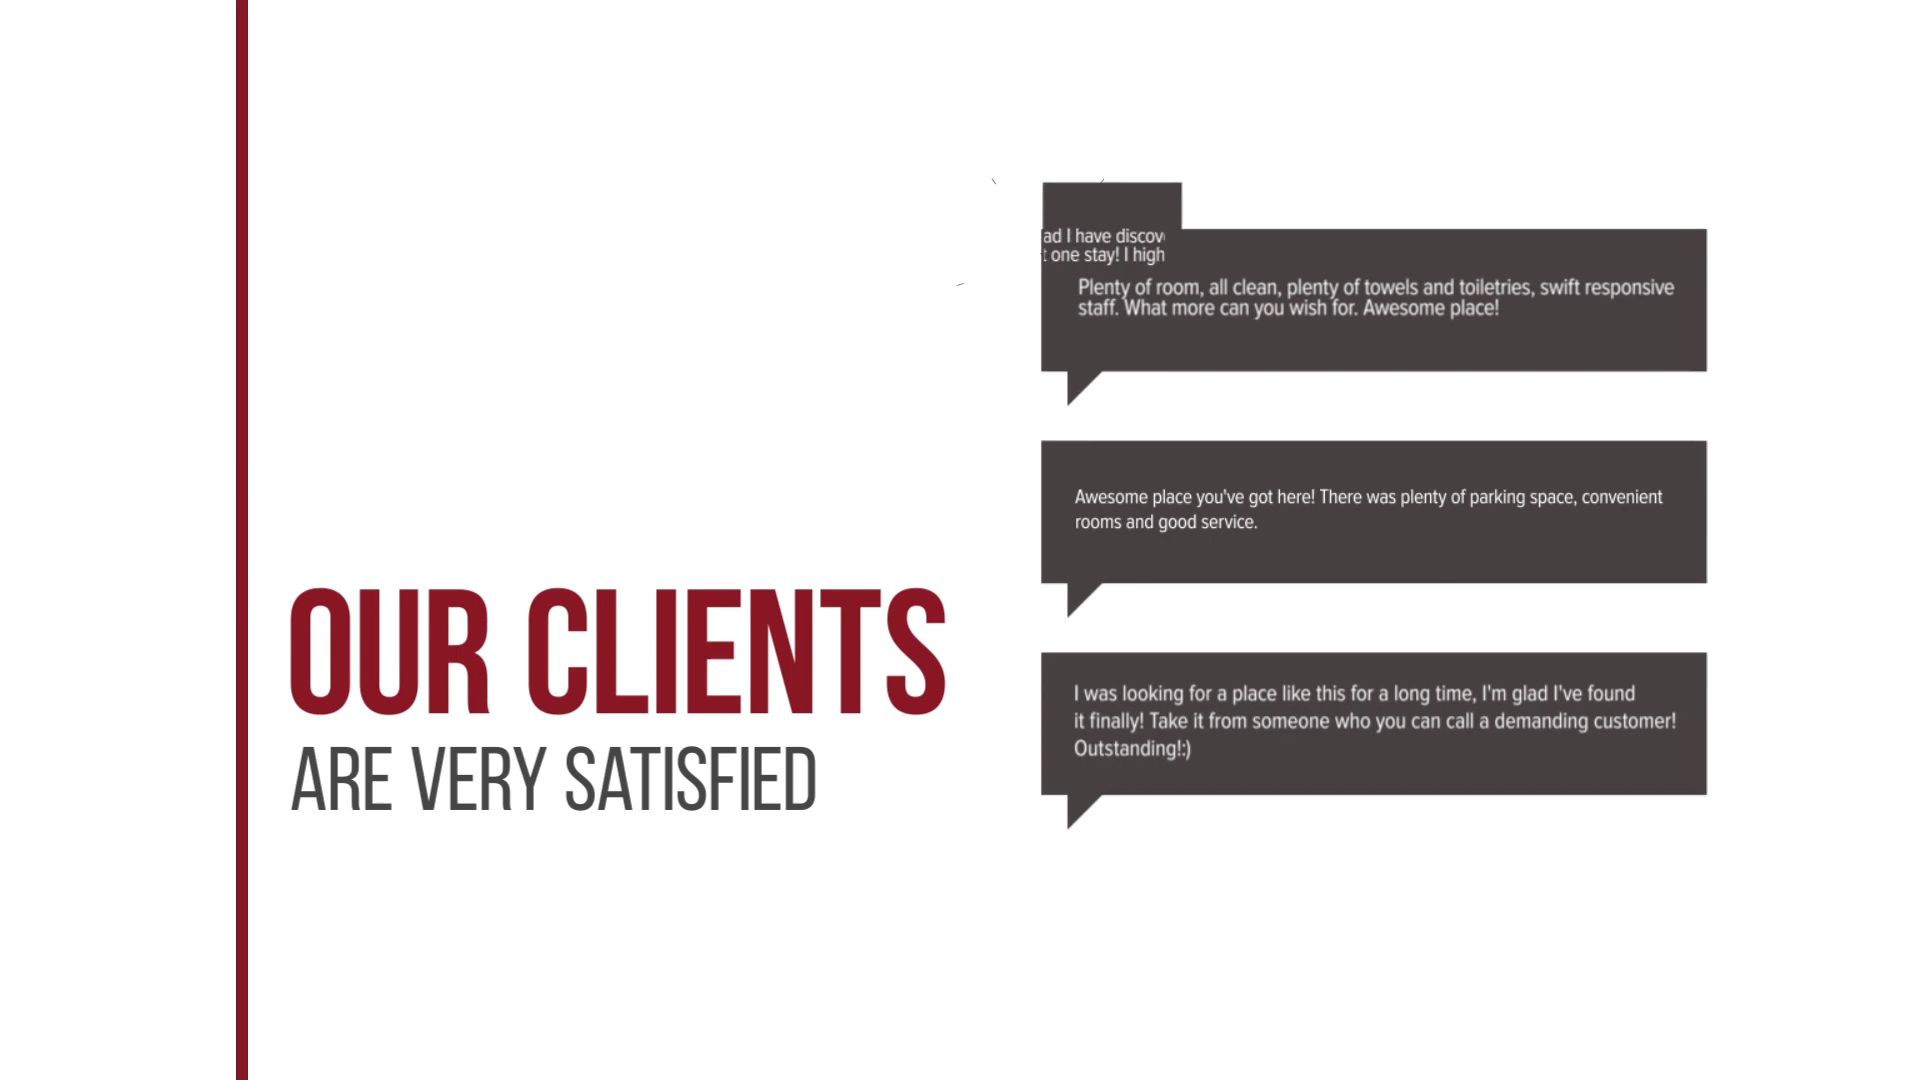 OUR CLIENTS
ARE VERY SATISFIED
I have
one stay! I
Plenty of room, all clean, plenty of towels and toiletries, swift responsive
staff. What more can you wish for. Awesome place!
Awesome place you've got here! There was plenty of parking space, convenient
rooms and good service.
I was looking for a place like this for a long time, I'm glad I've found
it finally! Take it from someone who you can call a demanding customer!
Outstanding!:)